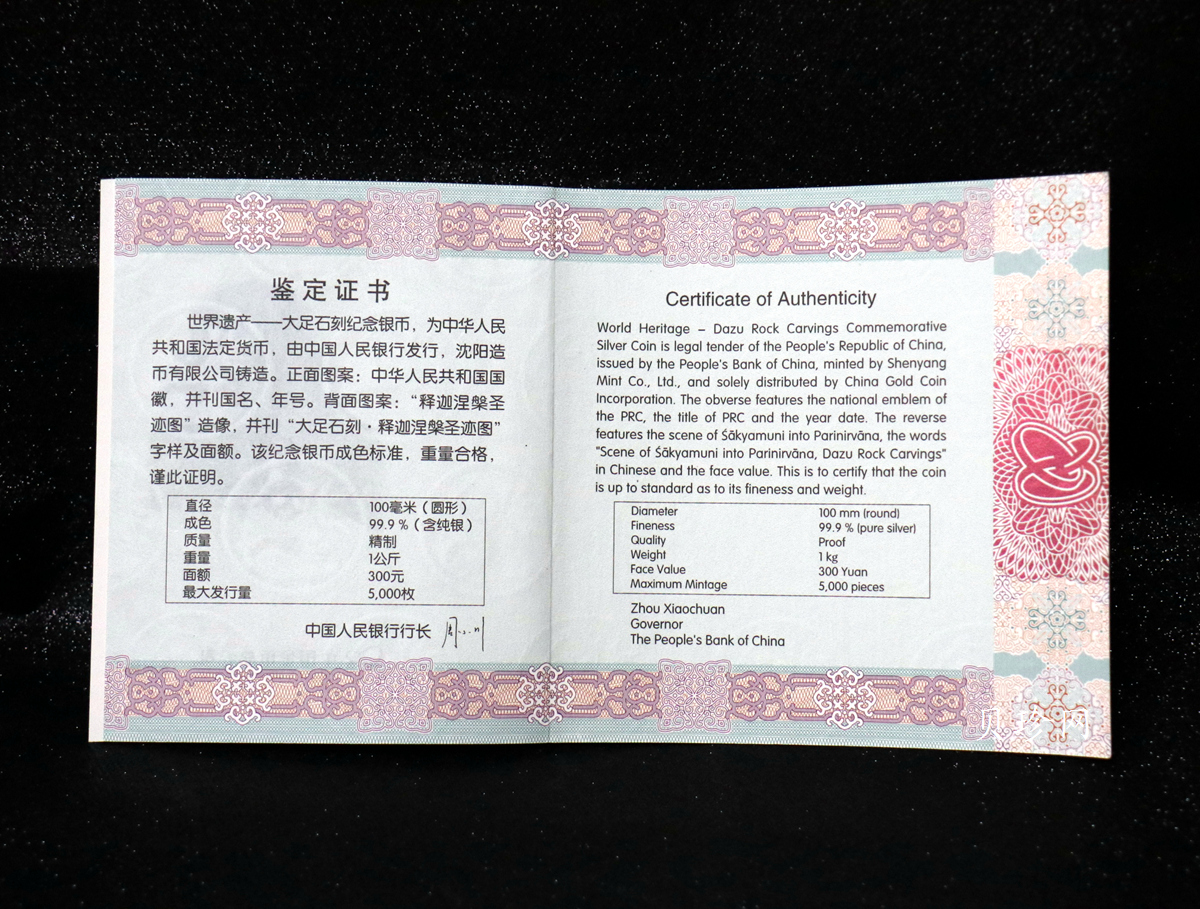 鉴定证书
世界遗产——大足石刻纪念银币，为中华人民
共和国法定货币，由中国人民银行发行，沈阳造
币有限公司铸造。正面图案：中华人民共和国国
徽，并刊国名、年号。背面图案：“释迦涅槃圣
迹图”造像，并刊“大足石刻·释迦涅槃圣迹图”
字样及面额。该纪念银币成色标准，重量合格，
谨此证明。
直径 100毫米（圆形）
成色 99.9％（含纯银）
质量 精制
重量 1公斤
面额 300元
最大发行量 5,000枚
中国人民银行行长
Certificate of Authenticity
World Heritage – Dazu Rock Carvings Commemorative
Silver Coin is legal tender of the People's Republic of China,
issued by the People's Bank of China, minted by Shenyang
Mint Co., Ltd., and solely distributed by China Gold Coin
Incorporation. The obverse features the national emblem of
the PRC, the title of PRC and the year date. The reverse
features the scene of Śākyamuni into Parinirvāna, the words
"Scene of Śākyamuni into Parinirvāna, Dazu Rock Carvings"
in Chinese and the face value. This is to certify that the coin
is up to standard as to its fineness and weight.
Diameter 100 mm (round)
Fineness 99.9 % (pure silver)
Quality Proof
Weight 1 kg
Face Value 300 Yuan
Maximum Mintage 5,000 pieces
Zhou Xiaochuan
Governor
The People's Bank of China